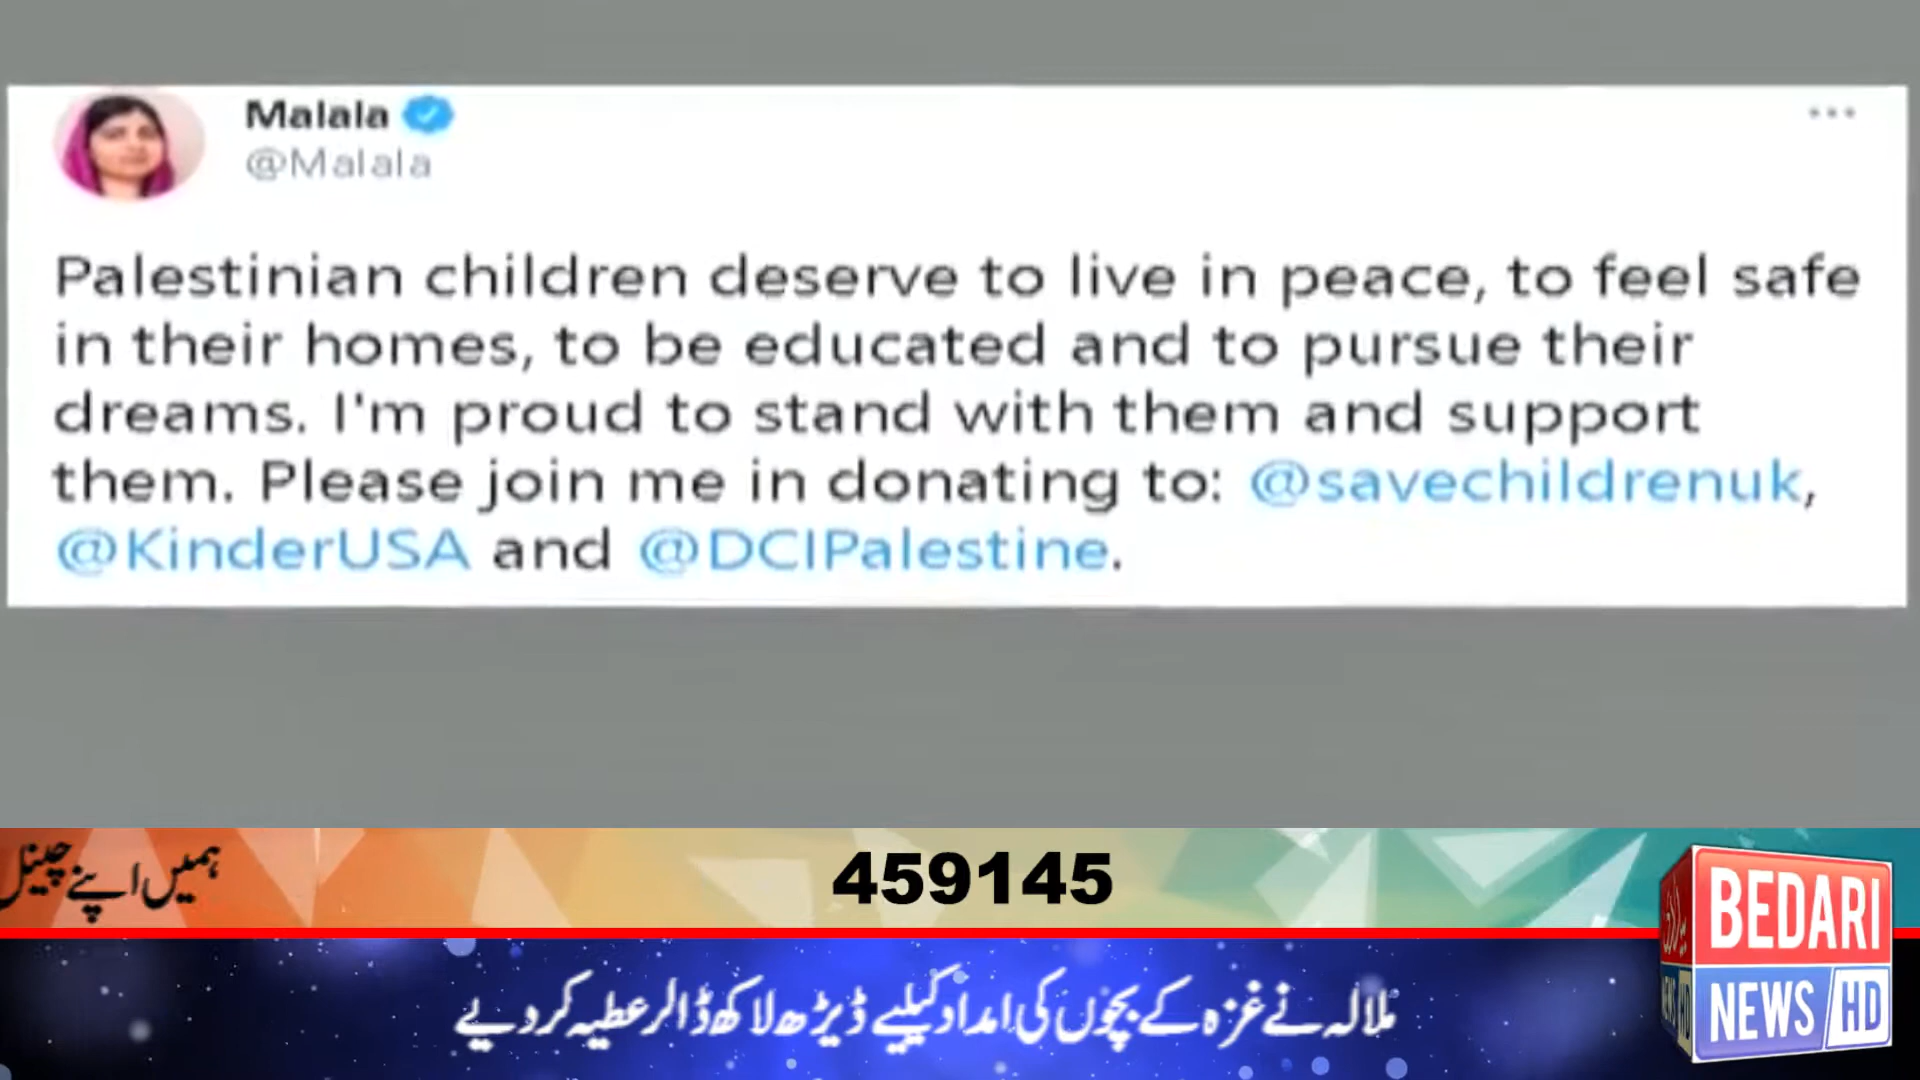 Malala
@Malala
Palestinian children deserve to live in peace, to feel safe
in their homes, to be educated and to pursue their
dreams. I'm proud to stand with them and support
them. Please join me in donating to: @savechildrenuk,
@KinderUSA and @DCIPalestine.
ہمیں اپنے چینل
459145
BEDARI
NEWS HD
ملالہ نے غزہ کے بچوں کی امداد کیلیے ڈیڑھ لاکھ ڈالر عطیہ کر دیے